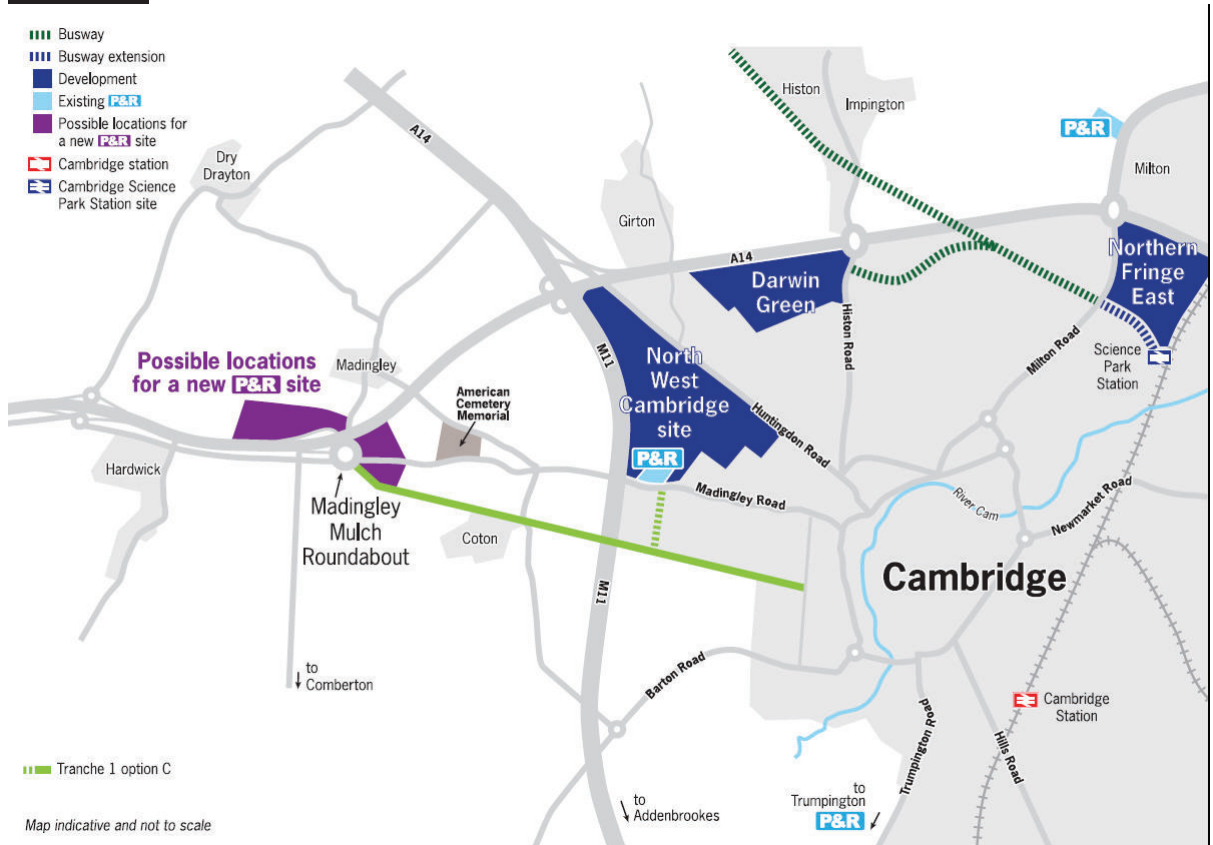 Busway
Busway extension
Development
Existing P&R
Possible locations for
a new P&R site
Cambridge station
Cambridge Science
Park Station site
A14
Histon
Impington
P&R
Milton
Dry
Drayton
Girton
A14
Darwin
Green
Northern
Fringe
East
Histon Road
Milton Road
Science
Park
Station
M11
North
West
Cambridge
site
Huntingdon Road
Possible locations
for a new P&R site
Madingley
American
Cemetery
Memorial
P&R
Madingley Road
Hardwick
Madingley
Mulch
Roundabout
Coton
River Cam
Newmarket Road
Cambridge
M11
to
Comberton
Barton Road
Cambridge
Station
Trumpington Road
Hills Road
Tranche 1 option C
to
Addenbrookes
to
Trumpington
P&R
Map indicative and not to scale